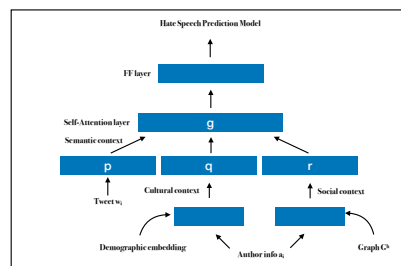 Hate Speech Prediction Model
FF layer
Self-Attention layer
g
Semantic context
p
q
r
Tweet wᵢ
Cultural context
Social context
Demographic embedding
Author info aᵢ
Graph Gʰ